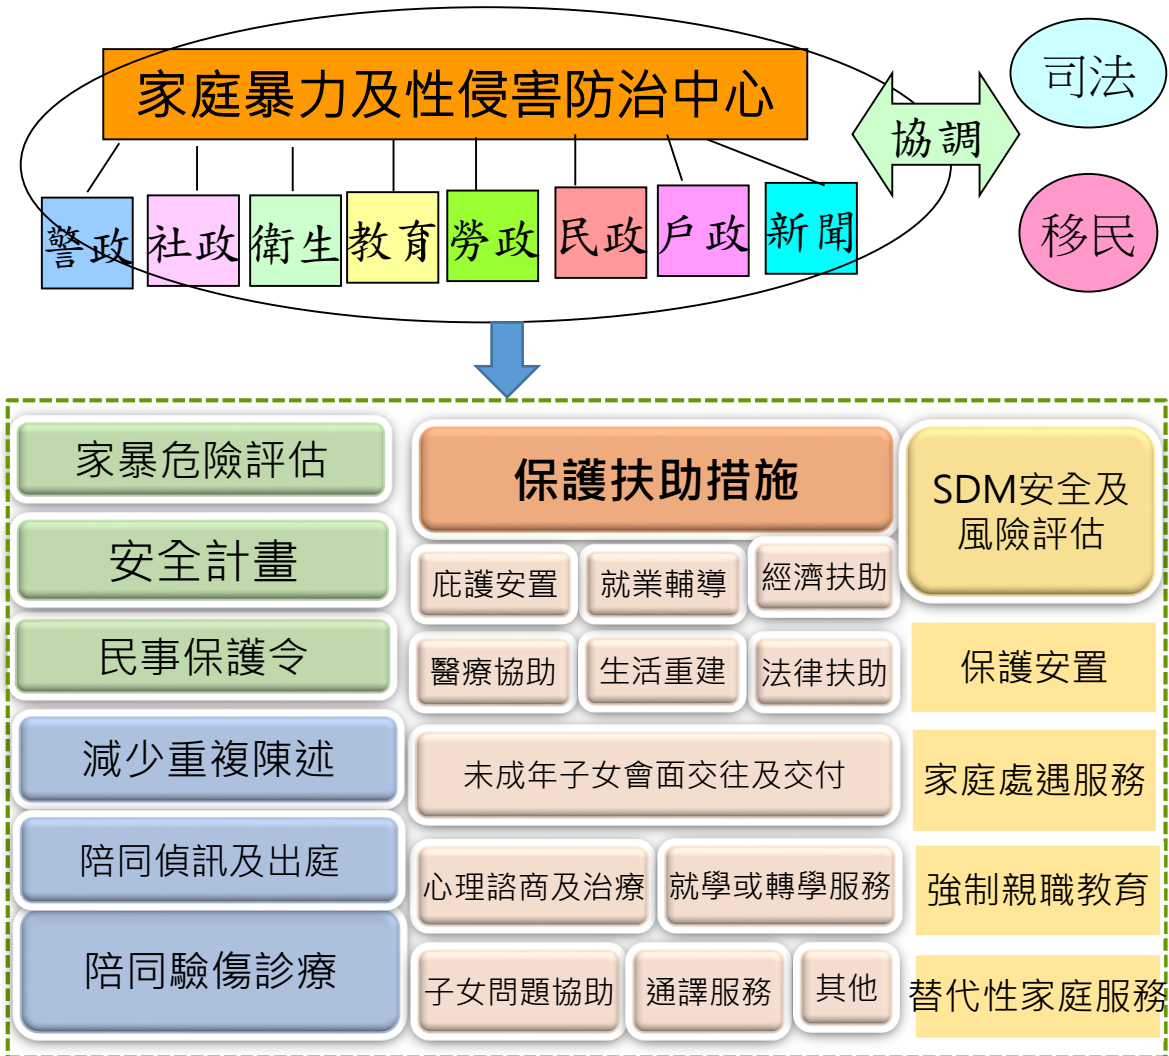 家庭暴力及性侵害防治中心
協調
司法
移民
警政
社政
衛生
教育
勞政
民政
戶政
新聞
家暴危險評估
安全計畫
民事保護令
減少重複陳述
陪同偵訊及出庭
陪同驗傷診療
保護扶助措施
庇護安置
就業輔導
經濟扶助
醫療協助
生活重建
法律扶助
未成年子女會面交往及交付
心理諮商及治療
就學或轉學服務
子女問題協助
通譯服務
其他
SDM安全及
風險評估
保護安置
家庭處遇服務
強制親職教育
替代性家庭服務